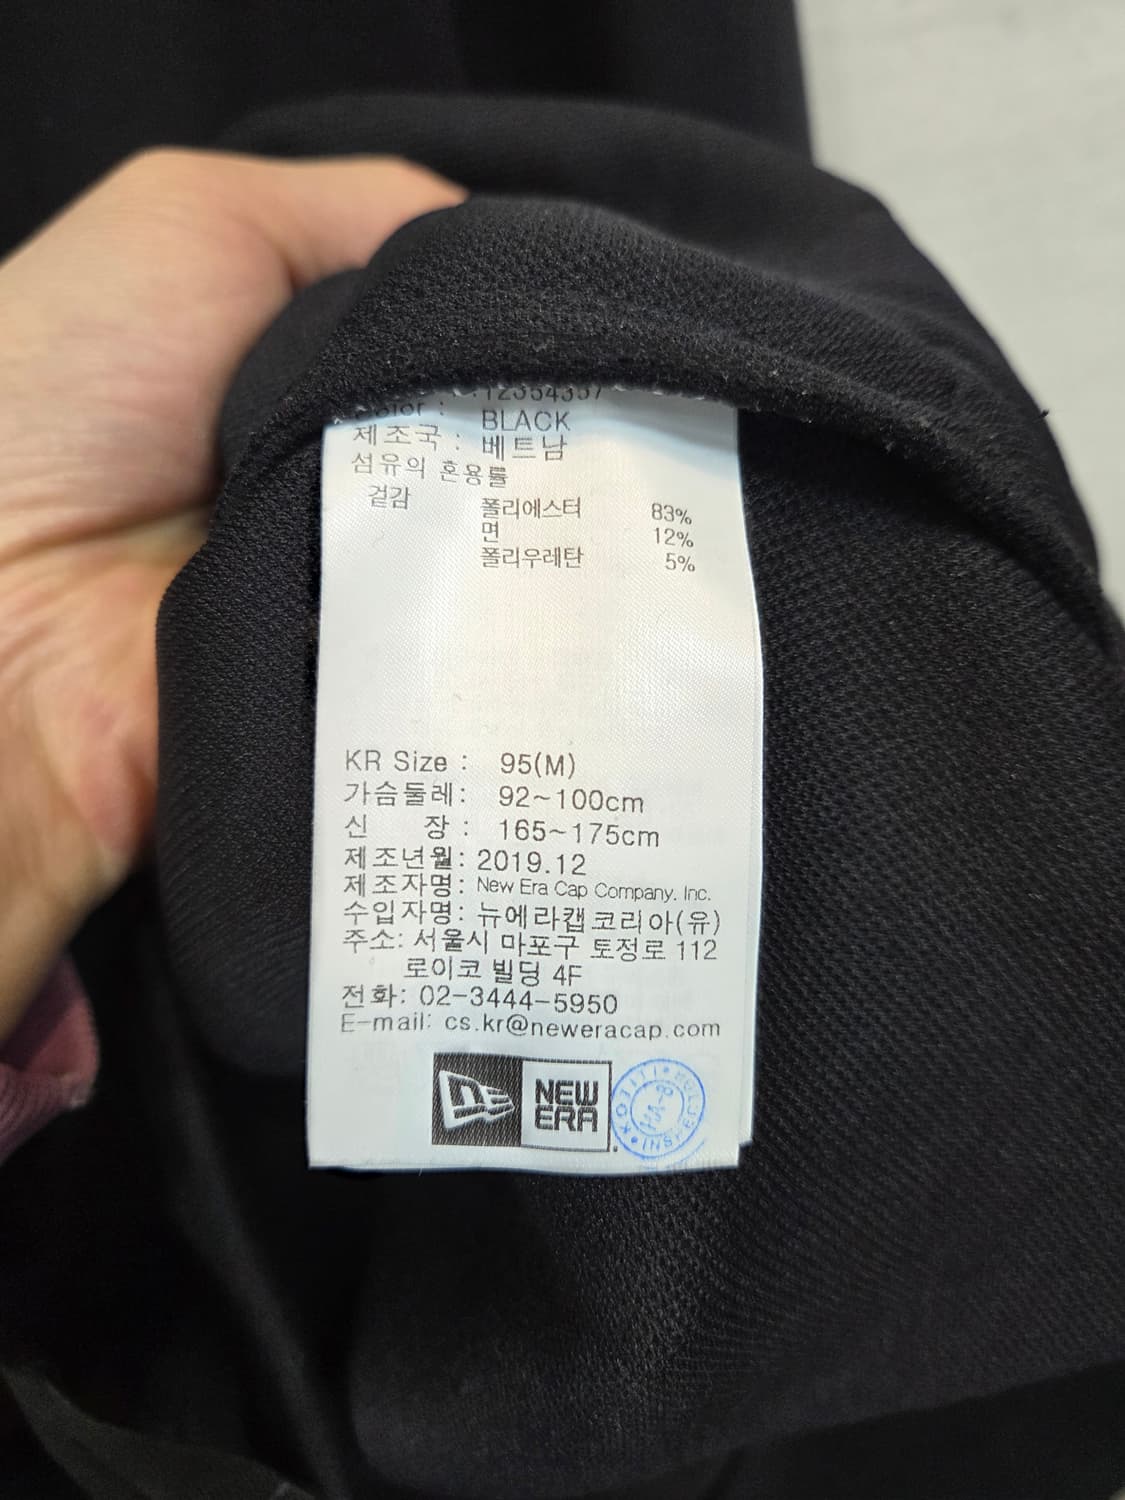 12354357
Color : BLACK
제조국 : 베트남
섬유의 혼용률
겉감 폴리에스터 83%
면 12%
폴리우레탄 5%
KR Size : 95(M)
가슴둘레: 92~100cm
신 장 : 165~175cm
제조년월: 2019.12
제조자명: New Era Cap Company. Inc.
수입자명: 뉴에라캡코리아(유)
주소: 서울시 마포구 토정로 112
로이코 빌딩 4F
전화: 02-3444-5950
E-mail: cs.kr@neweracap.com
NEW
ERA